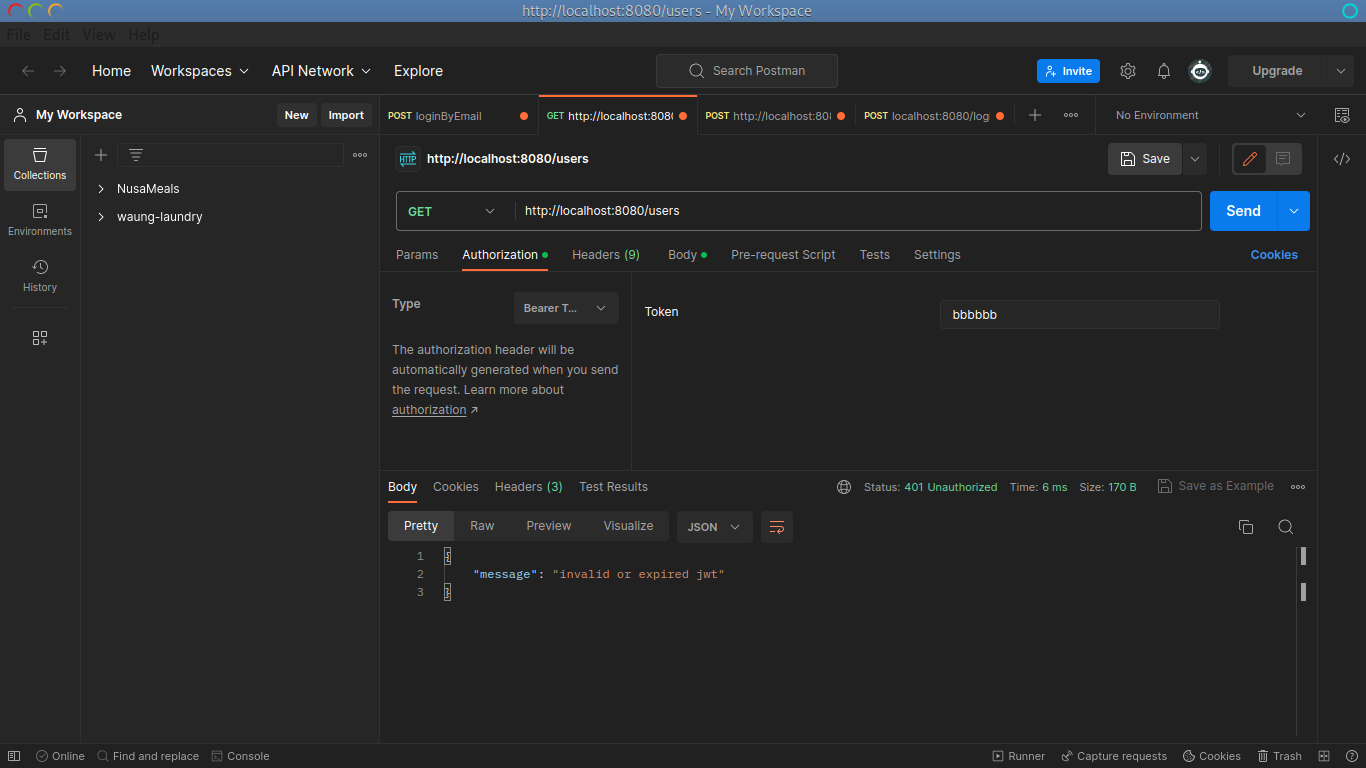 http://localhost:8080/users - My Workspace
File Edit View Help
Home Workspaces API Network Explore
Search Postman
Invite
Upgrade
My Workspace
New Import
POST loginByEmail
GET http://localhost:808
POST http://localhost:80
POST localhost:8080/log
No Environment
Collections
Environments
History
NusaMeals
waung-laundry
HTTP
http://localhost:8080/users
Save
GET http://localhost:8080/users
Send
Params Authorization Headers (9) Body Pre-request Script Tests Settings
Cookies
Type
Bearer T...
The authorization header will be
automatically generated when you send
the request. Learn more about
authorization ↗
Token
bbbbbb
Body Cookies Headers (3) Test Results
Status: 401 Unauthorized Time: 6 ms Size: 170 B
Save as Example
Pretty Raw Preview Visualize JSON
1 {
2 "message": "invalid or expired jwt"
3 }
Online Find and replace Console
Runner Capture requests Cookies Trash